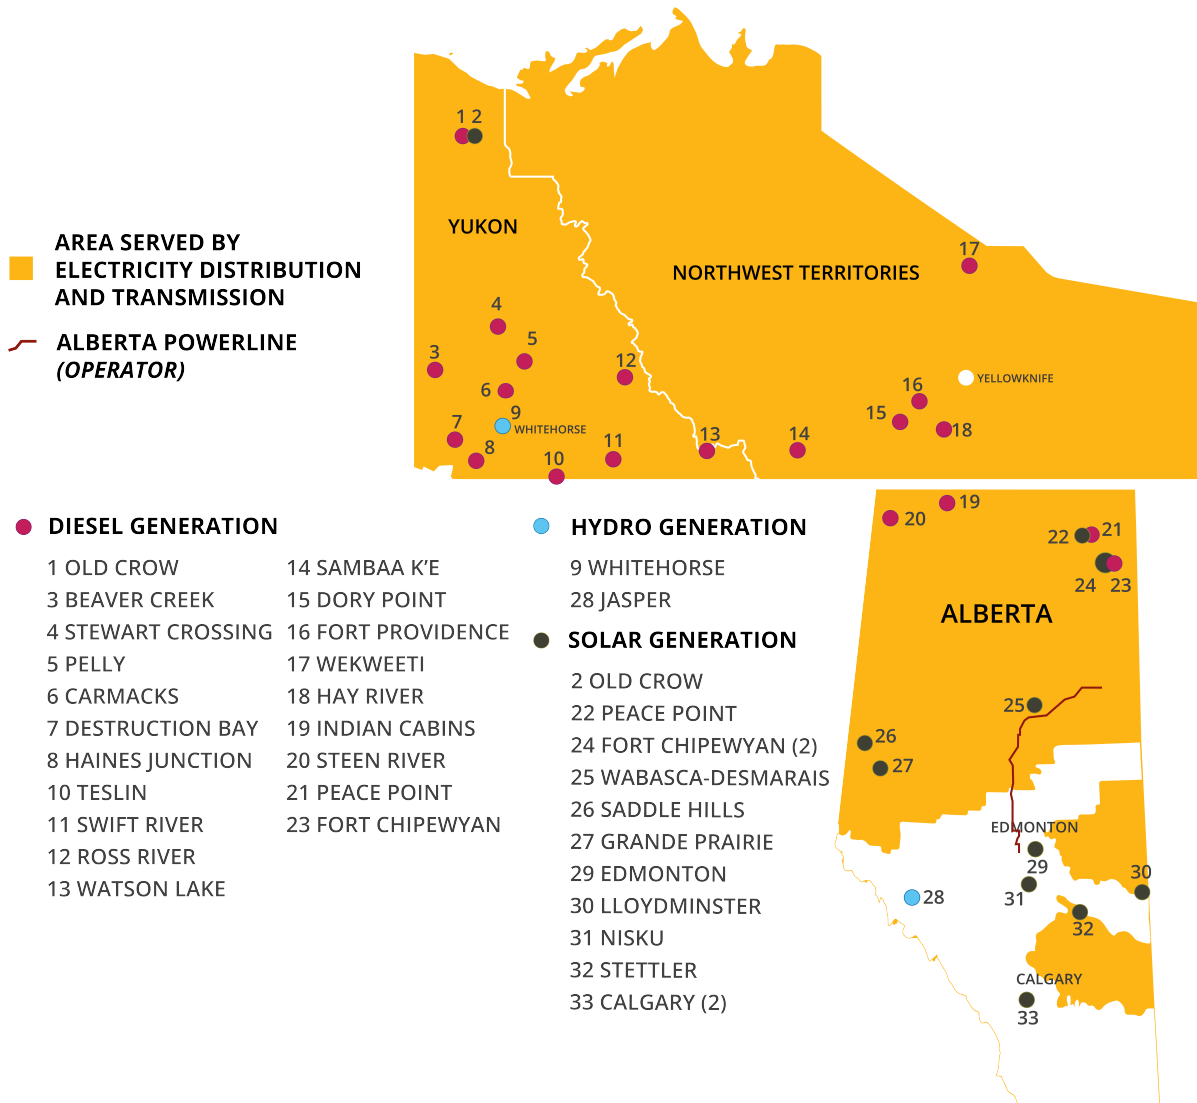 1 2
YUKON
NORTHWEST TERRITORIES
17
AREA SERVED BY
ELECTRICITY DISTRIBUTION
AND TRANSMISSION
ALBERTA POWERLINE
(OPERATOR)
4
5
3
12
6
16
YELLOWKNIFE
9
WHITEHORSE
15
7
8
18
11
13
14
10
19
20
21
22
24
23
ALBERTA
25
26
27
EDMONTON
29
30
31
28
32
CALGARY
33
DIESEL GENERATION
1 OLD CROW
3 BEAVER CREEK
4 STEWART CROSSING
5 PELLY
6 CARMACKS
7 DESTRUCTION BAY
8 HAINES JUNCTION
10 TESLIN
11 SWIFT RIVER
12 ROSS RIVER
13 WATSON LAKE
14 SAMBAA K’E
15 DORY POINT
16 FORT PROVIDENCE
17 WEKWEETI
18 HAY RIVER
19 INDIAN CABINS
20 STEEN RIVER
21 PEACE POINT
23 FORT CHIPEWYAN
HYDRO GENERATION
9 WHITEHORSE
28 JASPER
SOLAR GENERATION
2 OLD CROW
22 PEACE POINT
24 FORT CHIPEWYAN (2)
25 WABASCA-DESMARAIS
26 SADDLE HILLS
27 GRANDE PRAIRIE
29 EDMONTON
30 LLOYDMINSTER
31 NISKU
32 STETTLER
33 CALGARY (2)